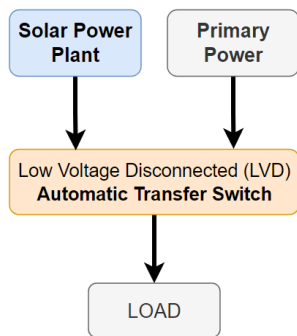 Solar Power
Plant
Primary
Power
Low Voltage Disconnected (LVD)
Automatic Transfer Switch
LOAD